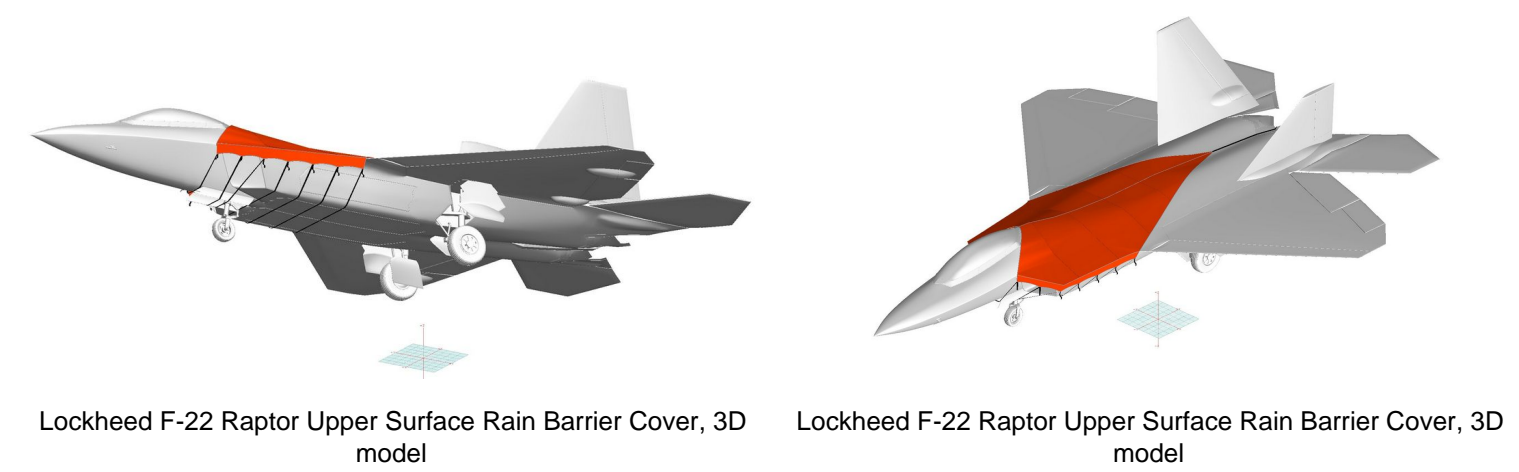 Lockheed F-22 Raptor Upper Surface Rain Barrier Cover, 3D
model
Lockheed F-22 Raptor Upper Surface Rain Barrier Cover, 3D
model